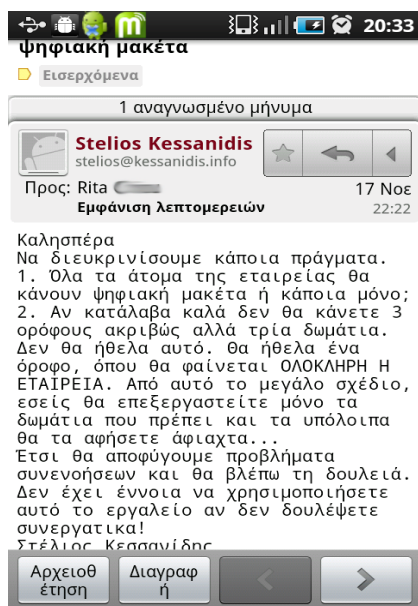 20:33
ψηφιακή μακέτα
Εισερχόμενα
1 αναγνωσμένο μήνυμα
Stelios Kessanidis
stelios@kessanidis.info
Προς: Rita
17 Νοε
Εμφάνιση λεπτομερειών
22:22
Καλησπέρα
Να διευκρινίσουμε κάποια πράγματα.
1. Όλα τα άτομα της εταιρείας θα
κάνουν ψηφιακή μακέτα ή κάποια μόνο;
2. Αν κατάλαβα καλά δεν θα κάνετε 3
ορόφους ακριβώς αλλά τρία δωμάτια.
Δεν θα ήθελα αυτό. Θα ήθελα ένα
όροφο, όπου θα φαίνεται ΟΛΟΚΛΗΡΗ Η
ΕΤΑΙΡΕΙΑ. Από αυτό το μεγάλο σχέδιο,
εσείς θα επεξεργαστείτε μόνο τα
δωμάτια που πρέπει και τα υπόλοιπα
θα τα αφήσετε άφιαχτα...
Έτσι θα αποφύγουμε προβλήματα
συνενοήσεων και θα βλέπω τη δουλειά.
Δεν έχει έννοια να χρησιμοποιήσετε
αυτό το εργαλείο αν δεν δουλέψετε
συνεργατικα!
Στέλιος Κεσσανίδης
Αρχειοθ
έτηση
Διαγραφ
ή